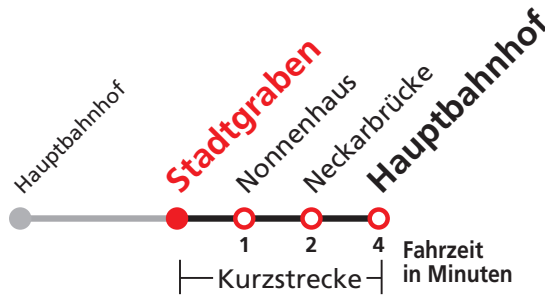 Hauptbahnhof
Stadtgraben
Nonnenhaus
Neckarbrücke
Hauptbahnhof
1 2 4 Fahrzeit
in Minuten
Kurzstrecke